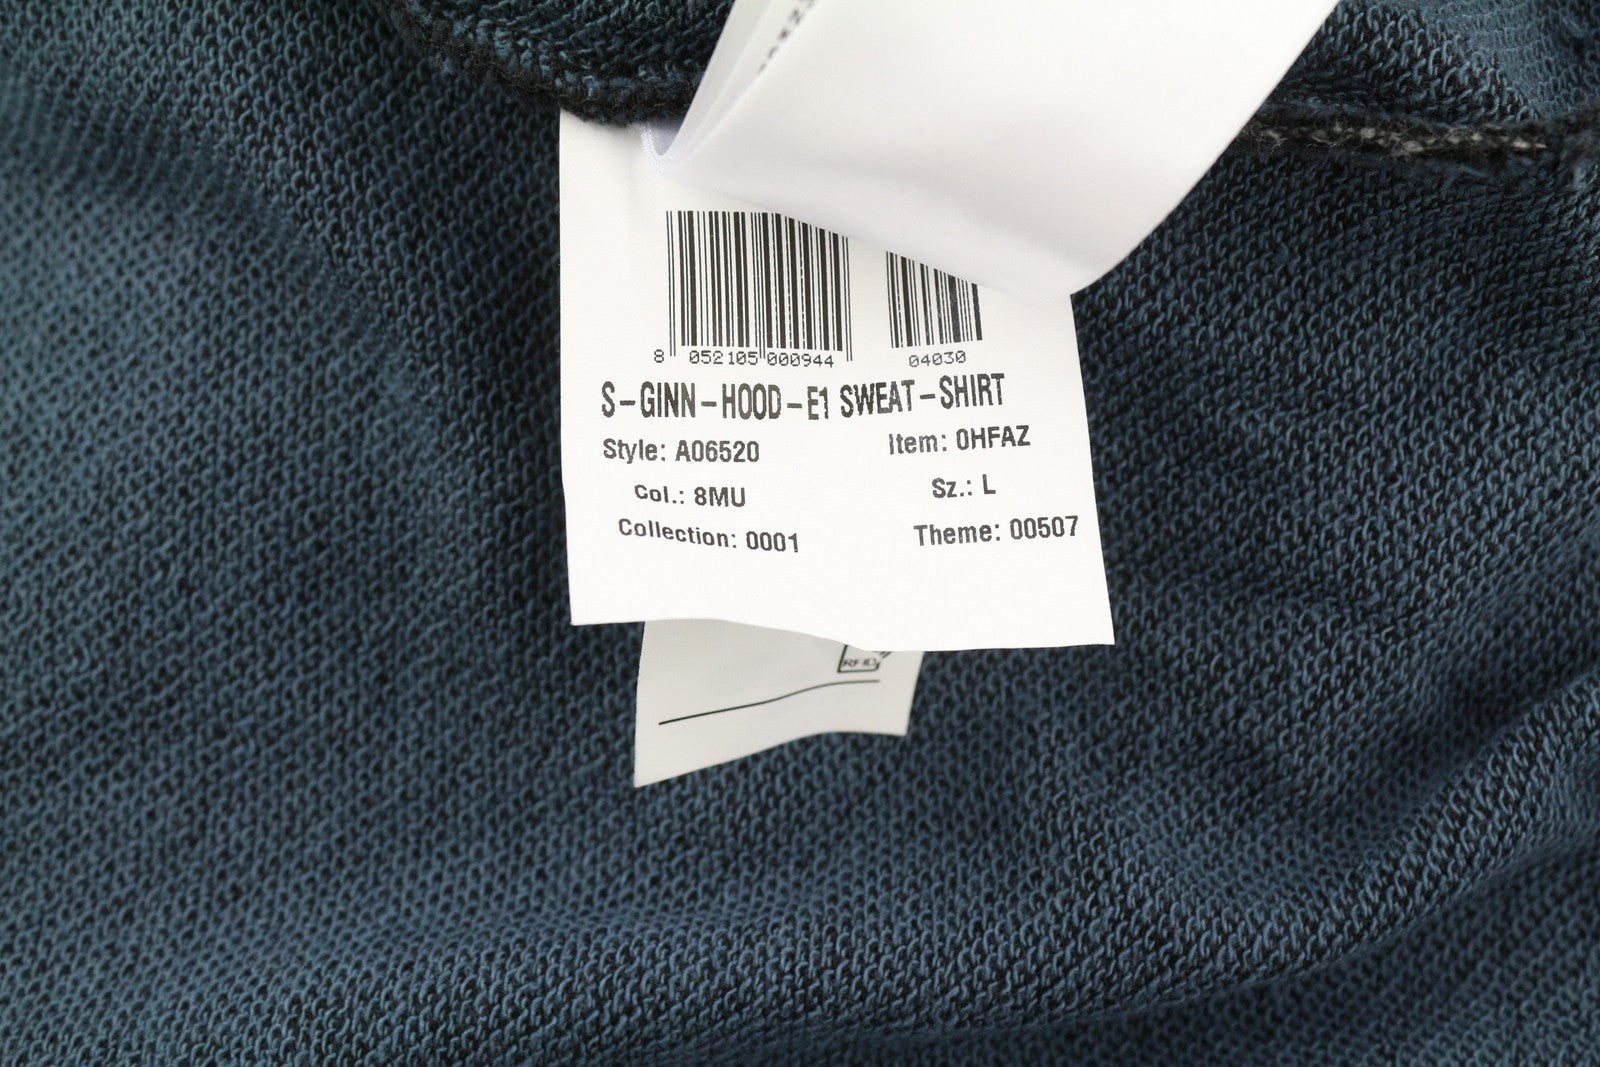 8 052105 000944 04030
S-GINN-HOOD-E1 SWEAT-SHIRT
Style: A06520 Item: 0HFAZ
Col.: 8MU Sz.: L
Collection: 0001 Theme: 00507
RFID